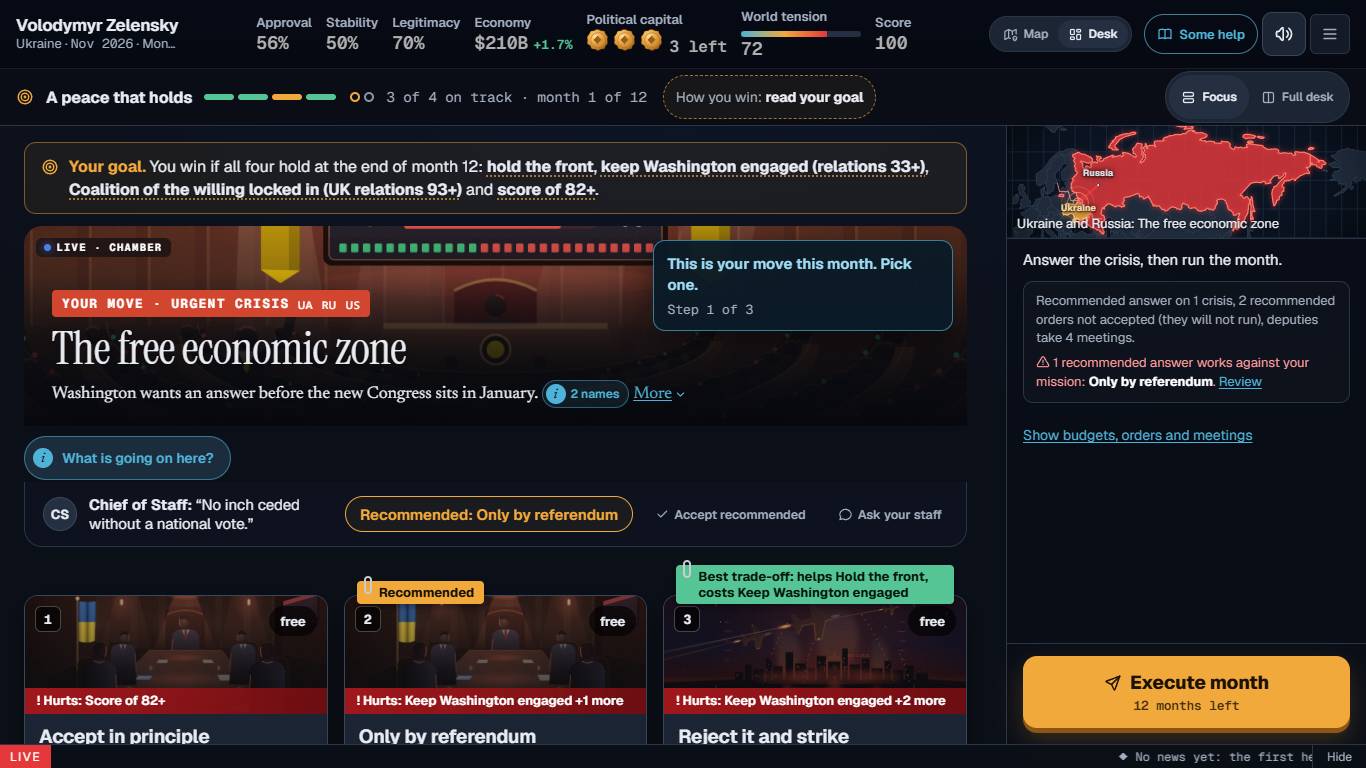 Volodymyr Zelensky
Ukraine · Nov 2026 · Mon...
Approval
56%
Stability
50%
Legitimacy
70%
Economy
$210B +1.7%
Political capital
3 left
World tension
72
Score
100
Map
Desk
Some help
A peace that holds
3 of 4 on track · month 1 of 12
How you win: read your goal
Focus
Full desk
Your goal. You win if all four hold at the end of month 12: hold the front, keep Washington engaged (relations 33+),
Coalition of the willing locked in (UK relations 93+) and score of 82+.
LIVE · CHAMBER
This is your move this month. Pick
one.
Step 1 of 3
YOUR MOVE · URGENT CRISIS UA RU US
The free economic zone
Washington wants an answer before the new Congress sits in January. i 2 names More
i What is going on here?
CS
Chief of Staff: “No inch ceded
without a national vote.”
Recommended: Only by referendum
Accept recommended
Ask your staff
1
free
! Hurts: Score of 82+
Accept in principle
Recommended
2
free
! Hurts: Keep Washington engaged +1 more
Only by referendum
Best trade-off: helps Hold the front,
costs Keep Washington engaged
3
free
! Hurts: Keep Washington engaged +2 more
Reject it and strike
Russia
Ukraine
Ukraine and Russia: The free economic zone
Answer the crisis, then run the month.
Recommended answer on 1 crisis, 2 recommended
orders not accepted (they will not run), deputies
take 4 meetings.
1 recommended answer works against your
mission: Only by referendum. Review
Show budgets, orders and meetings
Execute month
12 months left
LIVE
No news yet: the first he
Hide